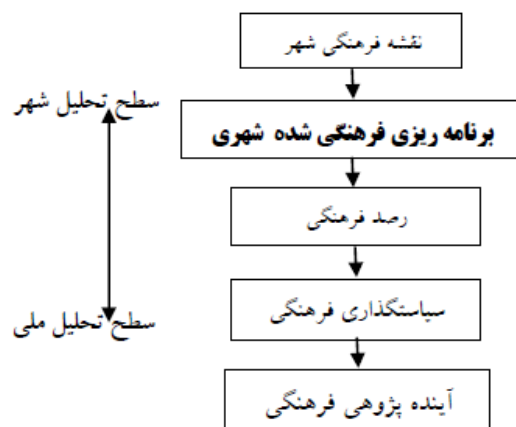 نقشه فرهنگی شهر
سطح تحلیل شهر
برنامه ریزی فرهنگی شده شهری
رصد فرهنگی
سیاستگذاری فرهنگی
سطح تحلیل ملی
آینده پژوهی فرهنگی